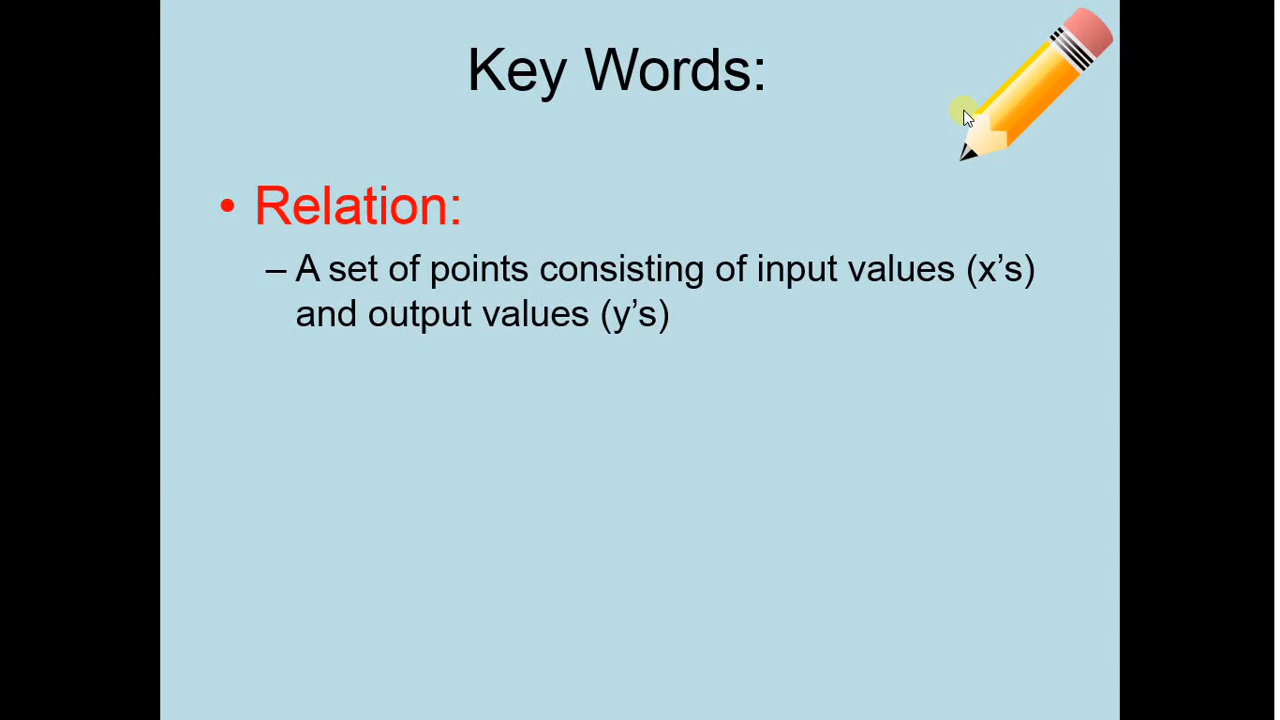 Key Words:
• Relation:
– A set of points consisting of input values (x’s)
and output values (y’s)